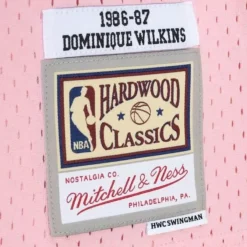 1986-87
DOMINIQUE WILKINS
NBA
HARDWOOD
CLASSICS
NOSTALGIA CO.
Mitchell & Ness
PHILADELPHIA, PA.
HWC SWINGMAN